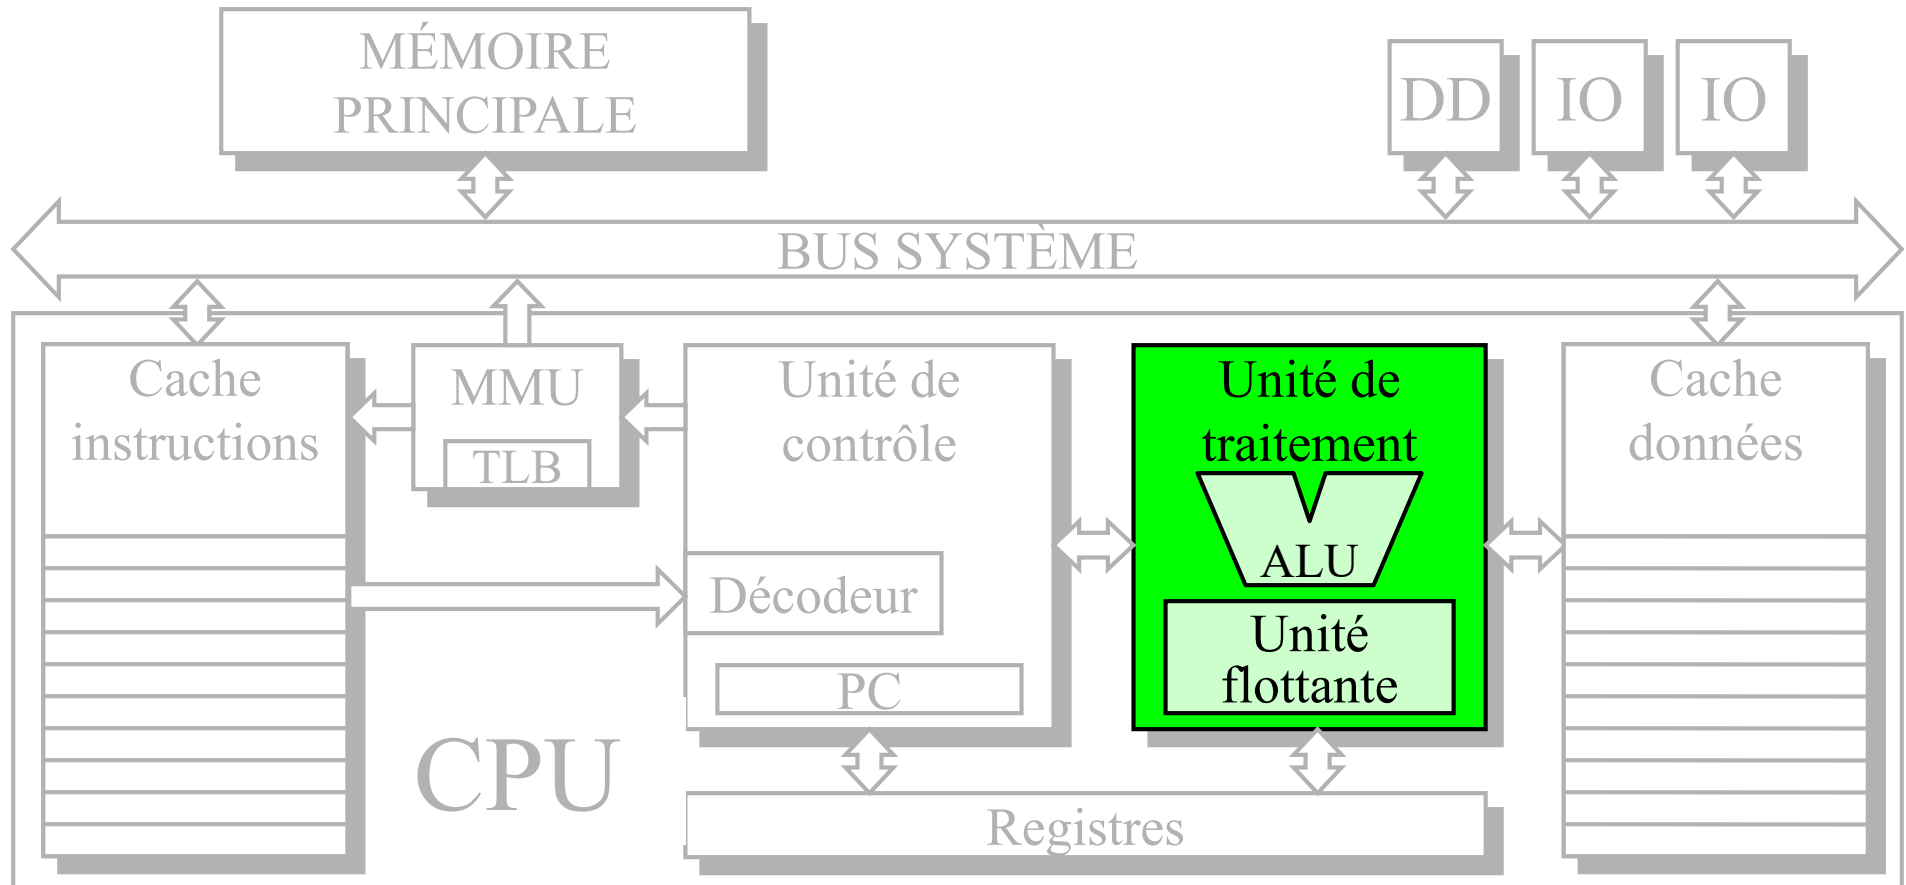 MÉMOIRE
PRINCIPALE
DD
IO
IO
BUS SYSTÈME
Cache
instructions
MMU
TLB
Unité de
contrôle
Décodeur
PC
Unité de
traitement
ALU
Unité
flottante
Cache
données
CPU
Registres